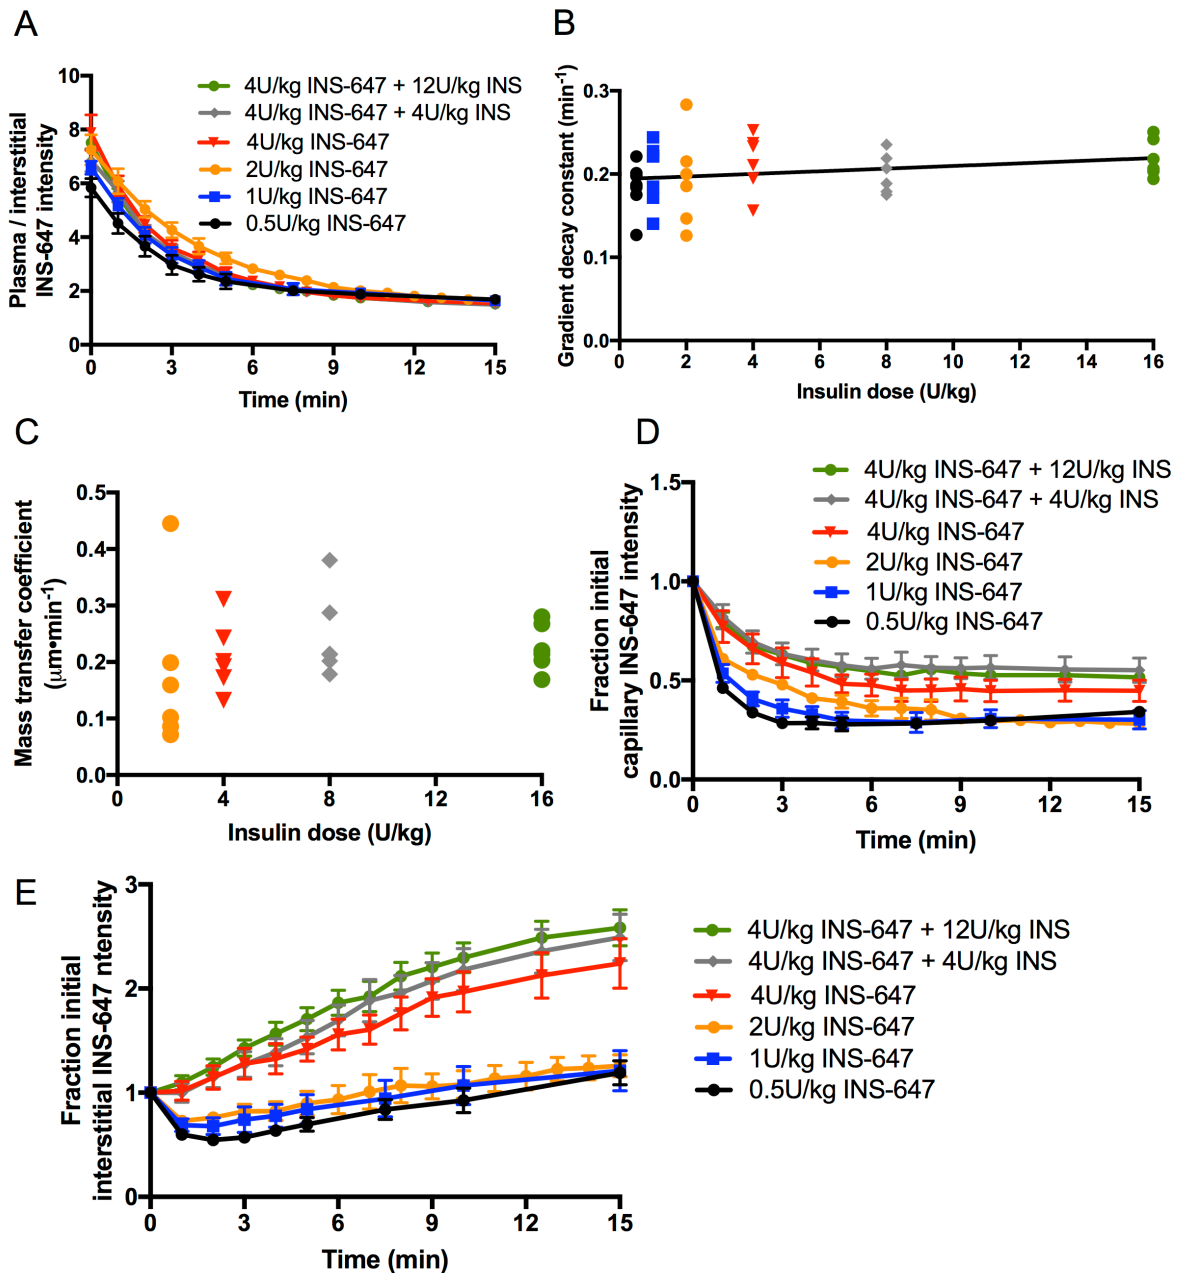 A
Plasma / interstitial
INS-647 intensity
10
8
6
4
2
0
0 3 6 9 12 15
Time (min)
4U/kg INS-647 + 12U/kg INS
4U/kg INS-647 + 4U/kg INS
4U/kg INS-647
2U/kg INS-647
1U/kg INS-647
0.5U/kg INS-647
B
Gradient decay constant (min⁻¹)
0.3
0.2
0.1
0.0
0 2 4 6 8 10 12 14 16
Insulin dose (U/kg)
C
Mass transfer coefficient
(µm•min⁻¹)
0.5
0.4
0.3
0.2
0.1
0.0
0 4 8 12 16
Insulin dose (U/kg)
D
Fraction initial
capillary INS-647 intensity
1.5
1.0
0.5
0.0
0 3 6 9 12 15
Time (min)
4U/kg INS-647 + 12U/kg INS
4U/kg INS-647 + 4U/kg INS
4U/kg INS-647
2U/kg INS-647
1U/kg INS-647
0.5U/kg INS-647
E
Fraction initial
interstitial INS-647 ntensity
3
2
1
0
0 3 6 9 12 15
Time (min)
4U/kg INS-647 + 12U/kg INS
4U/kg INS-647 + 4U/kg INS
4U/kg INS-647
2U/kg INS-647
1U/kg INS-647
0.5U/kg INS-647